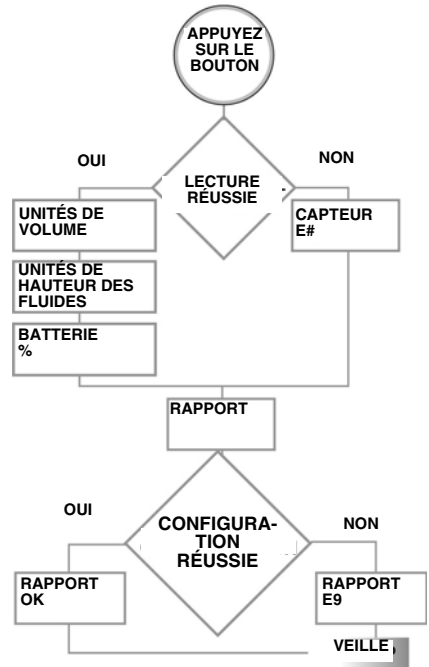 APPUYEZ
SUR LE
BOUTON
OUI
NON
LECTURE
RÉUSSIE
UNITÉS DE
VOLUME
CAPTEUR
E#
UNITÉS DE
HAUTEUR DES
FLUIDES
BATTERIE
%
RAPPORT
OUI
NON
CONFIGURA-
TION
RÉUSSIE
RAPPORT
OK
RAPPORT
E9
VEILLE